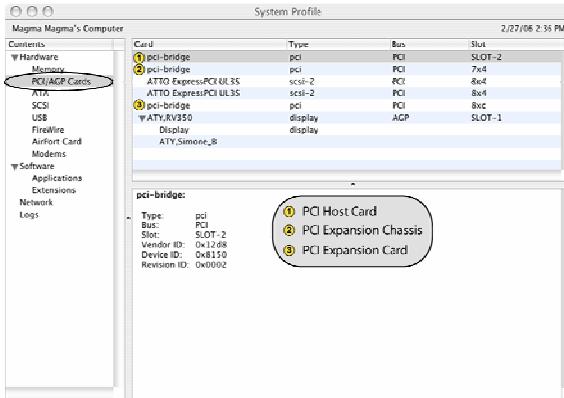 System Profile
Magma Magma's Computer 2/27/06 2:36 PM
Contents
Hardware
Memory
PCI/AGP Cards
ATA
SCSI
USB
FireWire
AirPort Card
Modems
Software
Applications
Extensions
Network
Logs
Card Type Bus Slot
1 pci-bridge pci PCI SLOT-2
2 pci-bridge pci PCI 7x4
ATTO ExpressPCI UL3S scsi-2 PCI 8x4
ATTO ExpressPCI UL3S scsi-2 PCI 8x4
3 pci-bridge pci PCI 8xc
ATY,RV350 display AGP SLOT-1
Display display
ATY,Simone_B
pci-bridge:
Type: pci
Bus: PCI
Slot: SLOT-2
Vendor ID: 0x12d8
Device ID: 0x8150
Revision ID: 0x0002
1 PCI Host Card
2 PCI Expansion Chassis
3 PCI Expansion Card